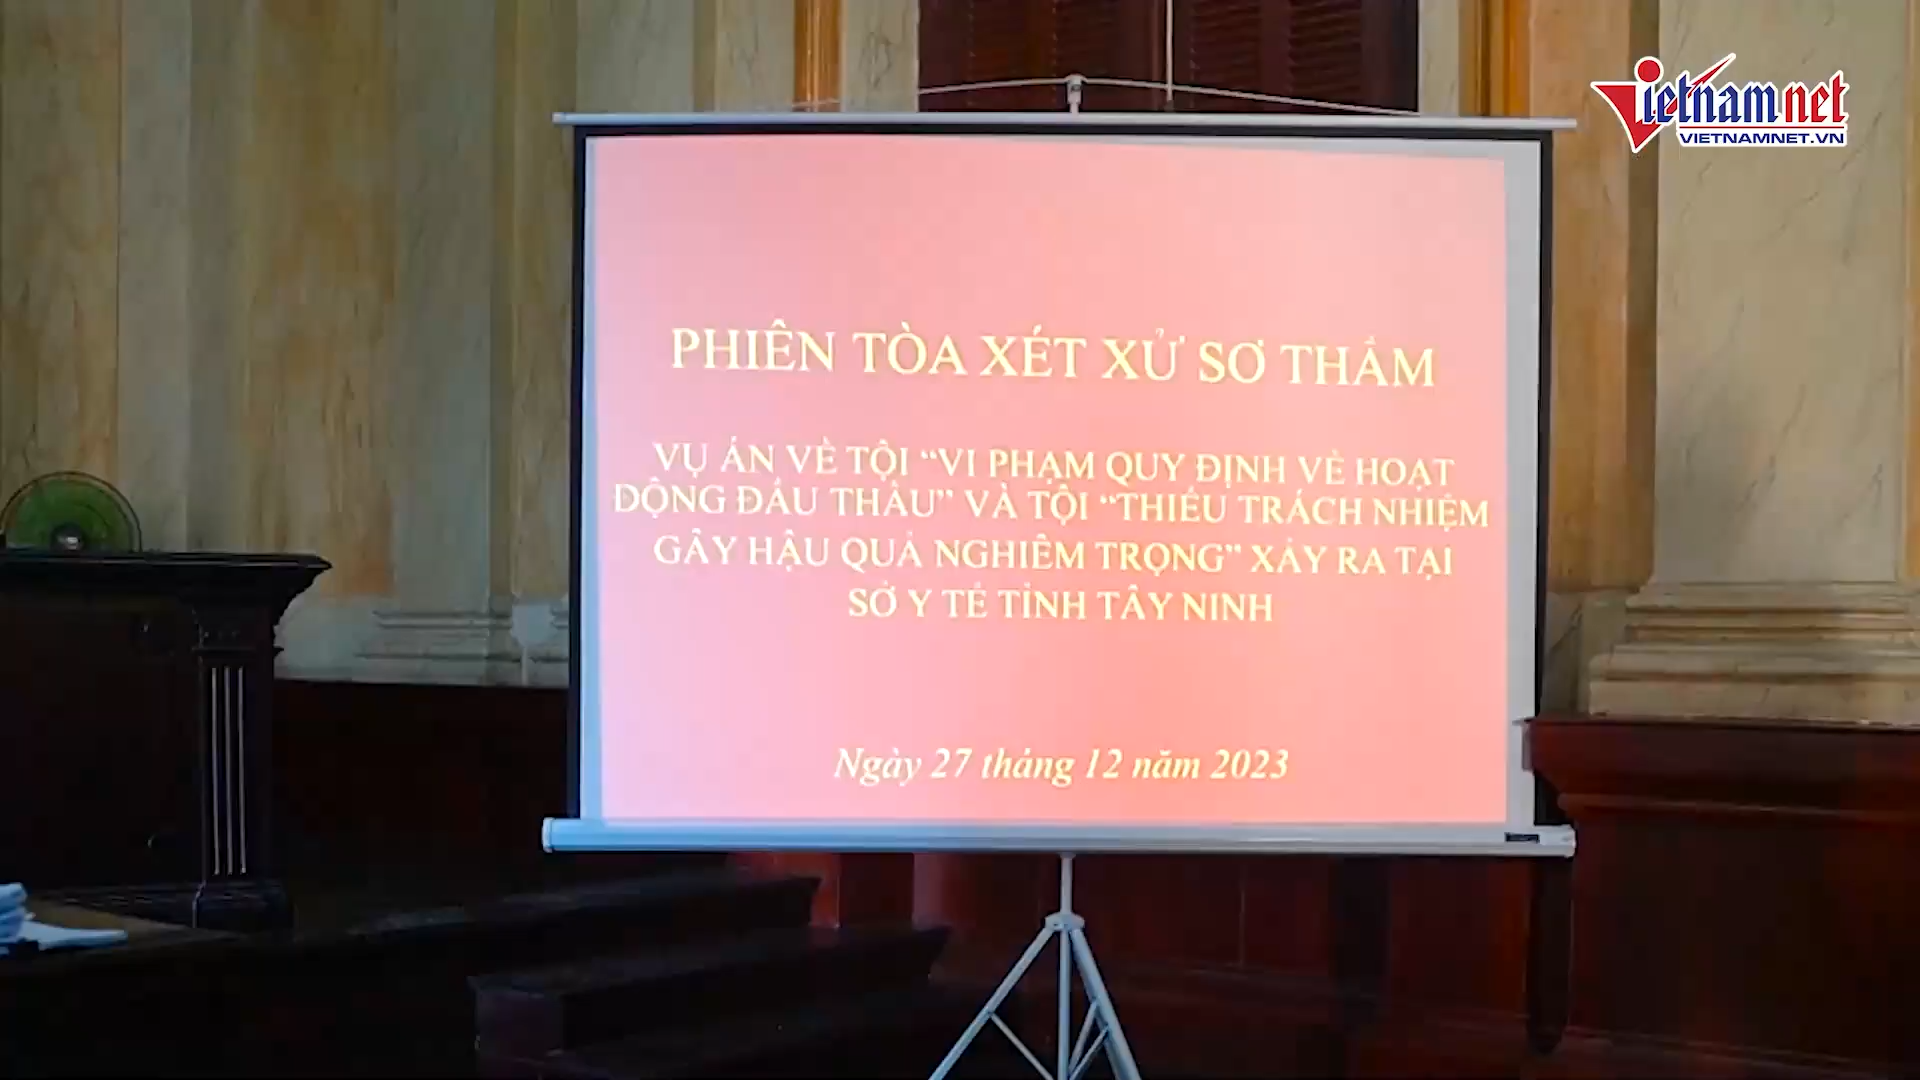 Vietnamnet
VIETNAMNET.VN
PHIÊN TÒA XÉT XỬ SƠ THẨM
VỤ ÁN VỀ TỘI “VI PHẠM QUY ĐỊNH VỀ HOẠT
ĐỘNG ĐẤU THẦU” VÀ TỘI “THIẾU TRÁCH NHIỆM
GÂY HẬU QUẢ NGHIÊM TRỌNG” XẢY RA TẠI
SỞ Y TẾ TỈNH TÂY NINH
Ngày 27 tháng 12 năm 2023